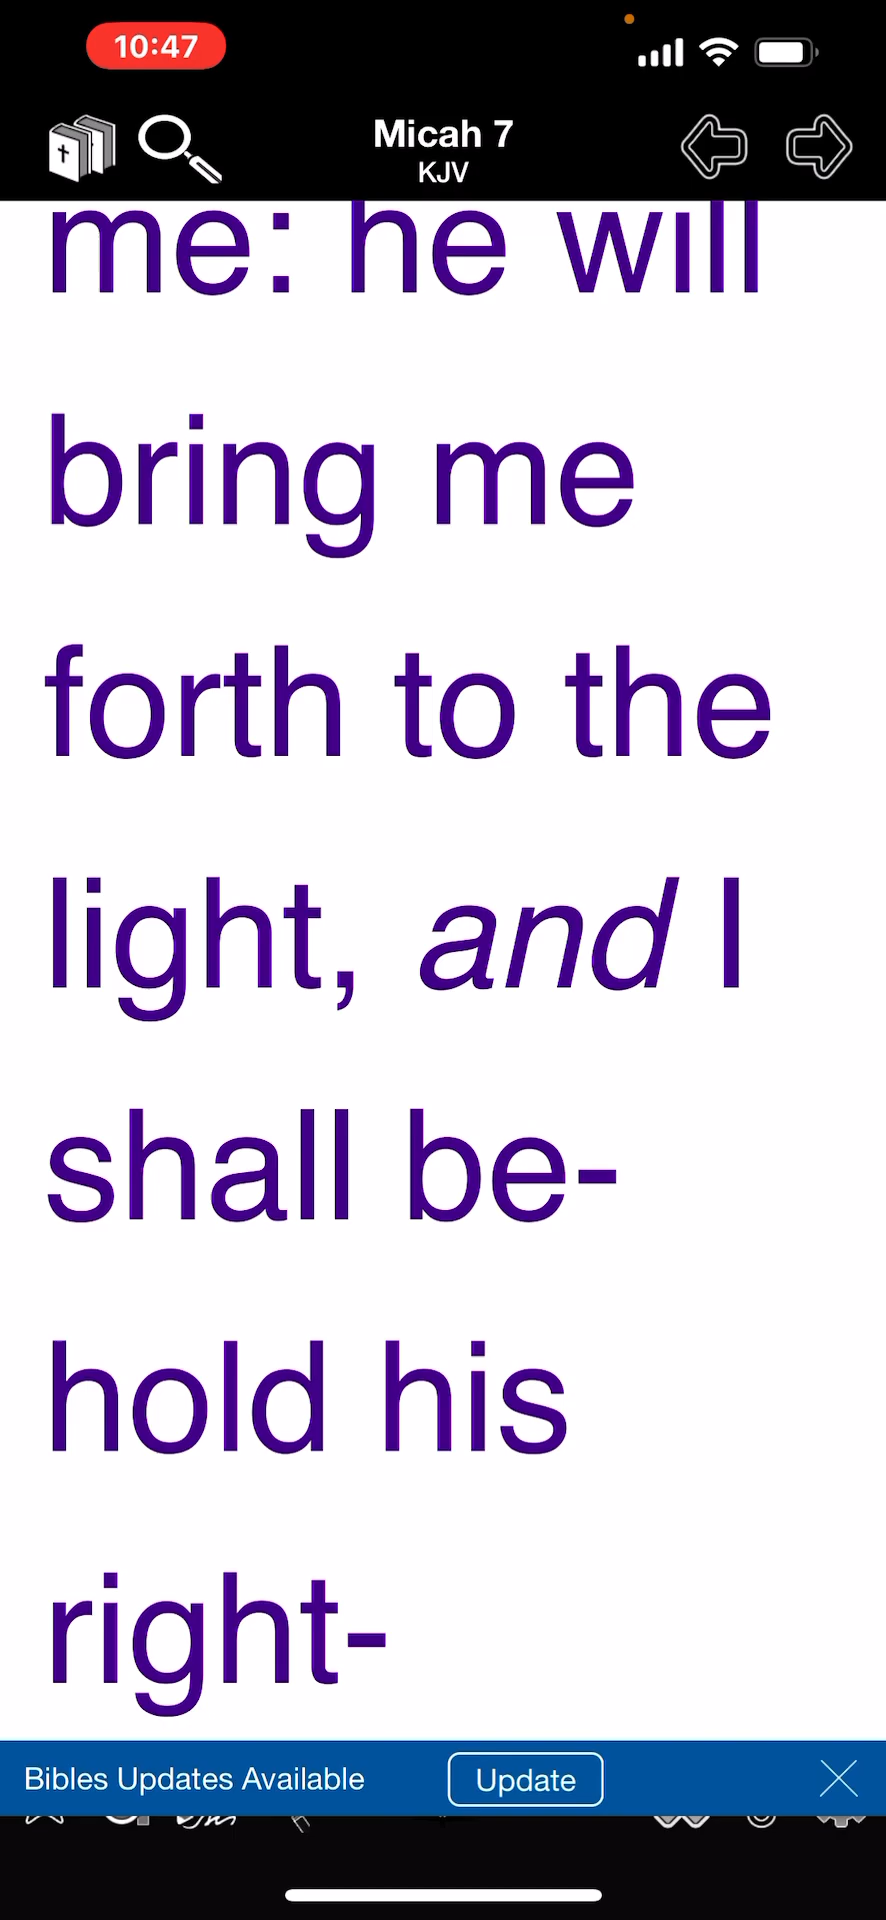 10:47
Micah 7
KJV
me: he will
bring me
forth to the
light, and I
shall be-
hold his
right-
Bibles Updates Available
Update